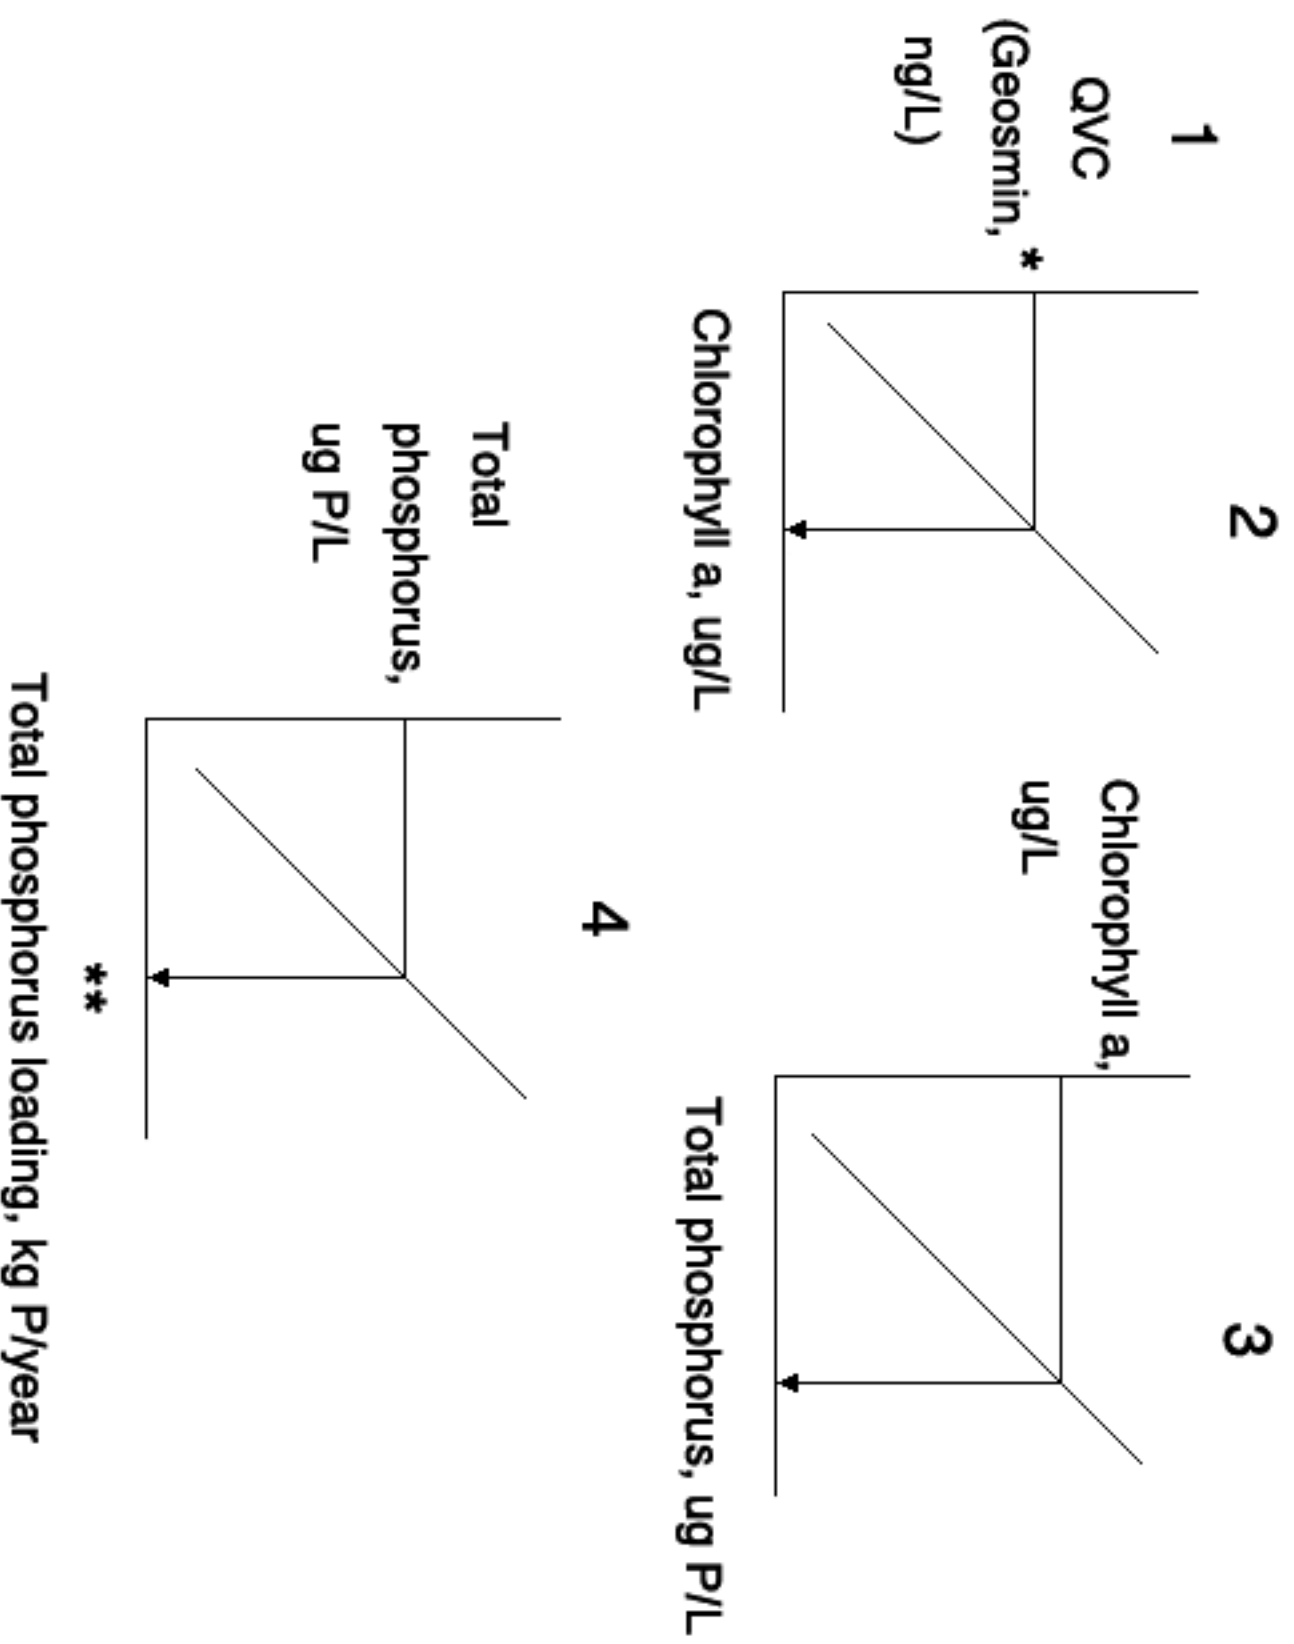 1
QVC
(Geosmin, *
ng/L)
2
Chlorophyll a, ug/L
Chlorophyll a,
ug/L
3
Total phosphorus, ug P/L
Total
phosphorus,
ug P/L
4
**
Total phosphorus loading, kg P/year